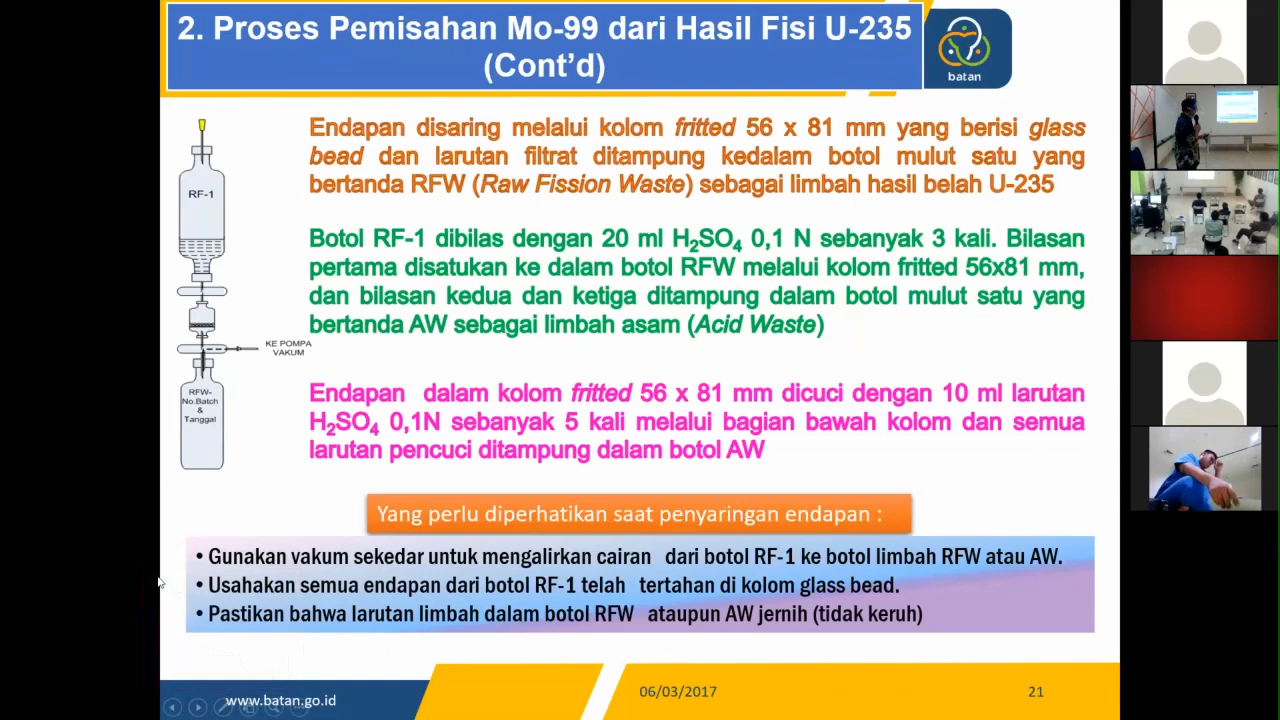 2. Proses Pemisahan Mo-99 dari Hasil Fisi U-235
(Cont'd)
batan
Endapan disaring melalui kolom fritted 56 x 81 mm yang berisi glass
bead dan larutan filtrat ditampung kedalam botol mulut satu yang
bertanda RFW (Raw Fission Waste) sebagai limbah hasil belah U-235
RF-1
Botol RF-1 dibilas dengan 20 ml H₂SO₄ 0,1 N sebanyak 3 kali. Bilasan
pertama disatukan ke dalam botol RFW melalui kolom fritted 56x81 mm,
dan bilasan kedua dan ketiga ditampung dalam botol mulut satu yang
bertanda AW sebagai limbah asam (Acid Waste)
KE POMPA
VAKUM
RFW-
No.Batch
&
Tanggal
Endapan dalam kolom fritted 56 x 81 mm dicuci dengan 10 ml larutan
H₂SO₄ 0,1N sebanyak 5 kali melalui bagian bawah kolom dan semua
larutan pencuci ditampung dalam botol AW
Yang perlu diperhatikan saat penyaringan endapan :
• Gunakan vakum sekedar untuk mengalirkan cairan dari botol RF-1 ke botol limbah RFW atau AW.
• Usahakan semua endapan dari botol RF-1 telah tertahan di kolom glass bead.
• Pastikan bahwa larutan limbah dalam botol RFW ataupun AW jernih (tidak keruh)
www.batan.go.id
06/03/2017
21